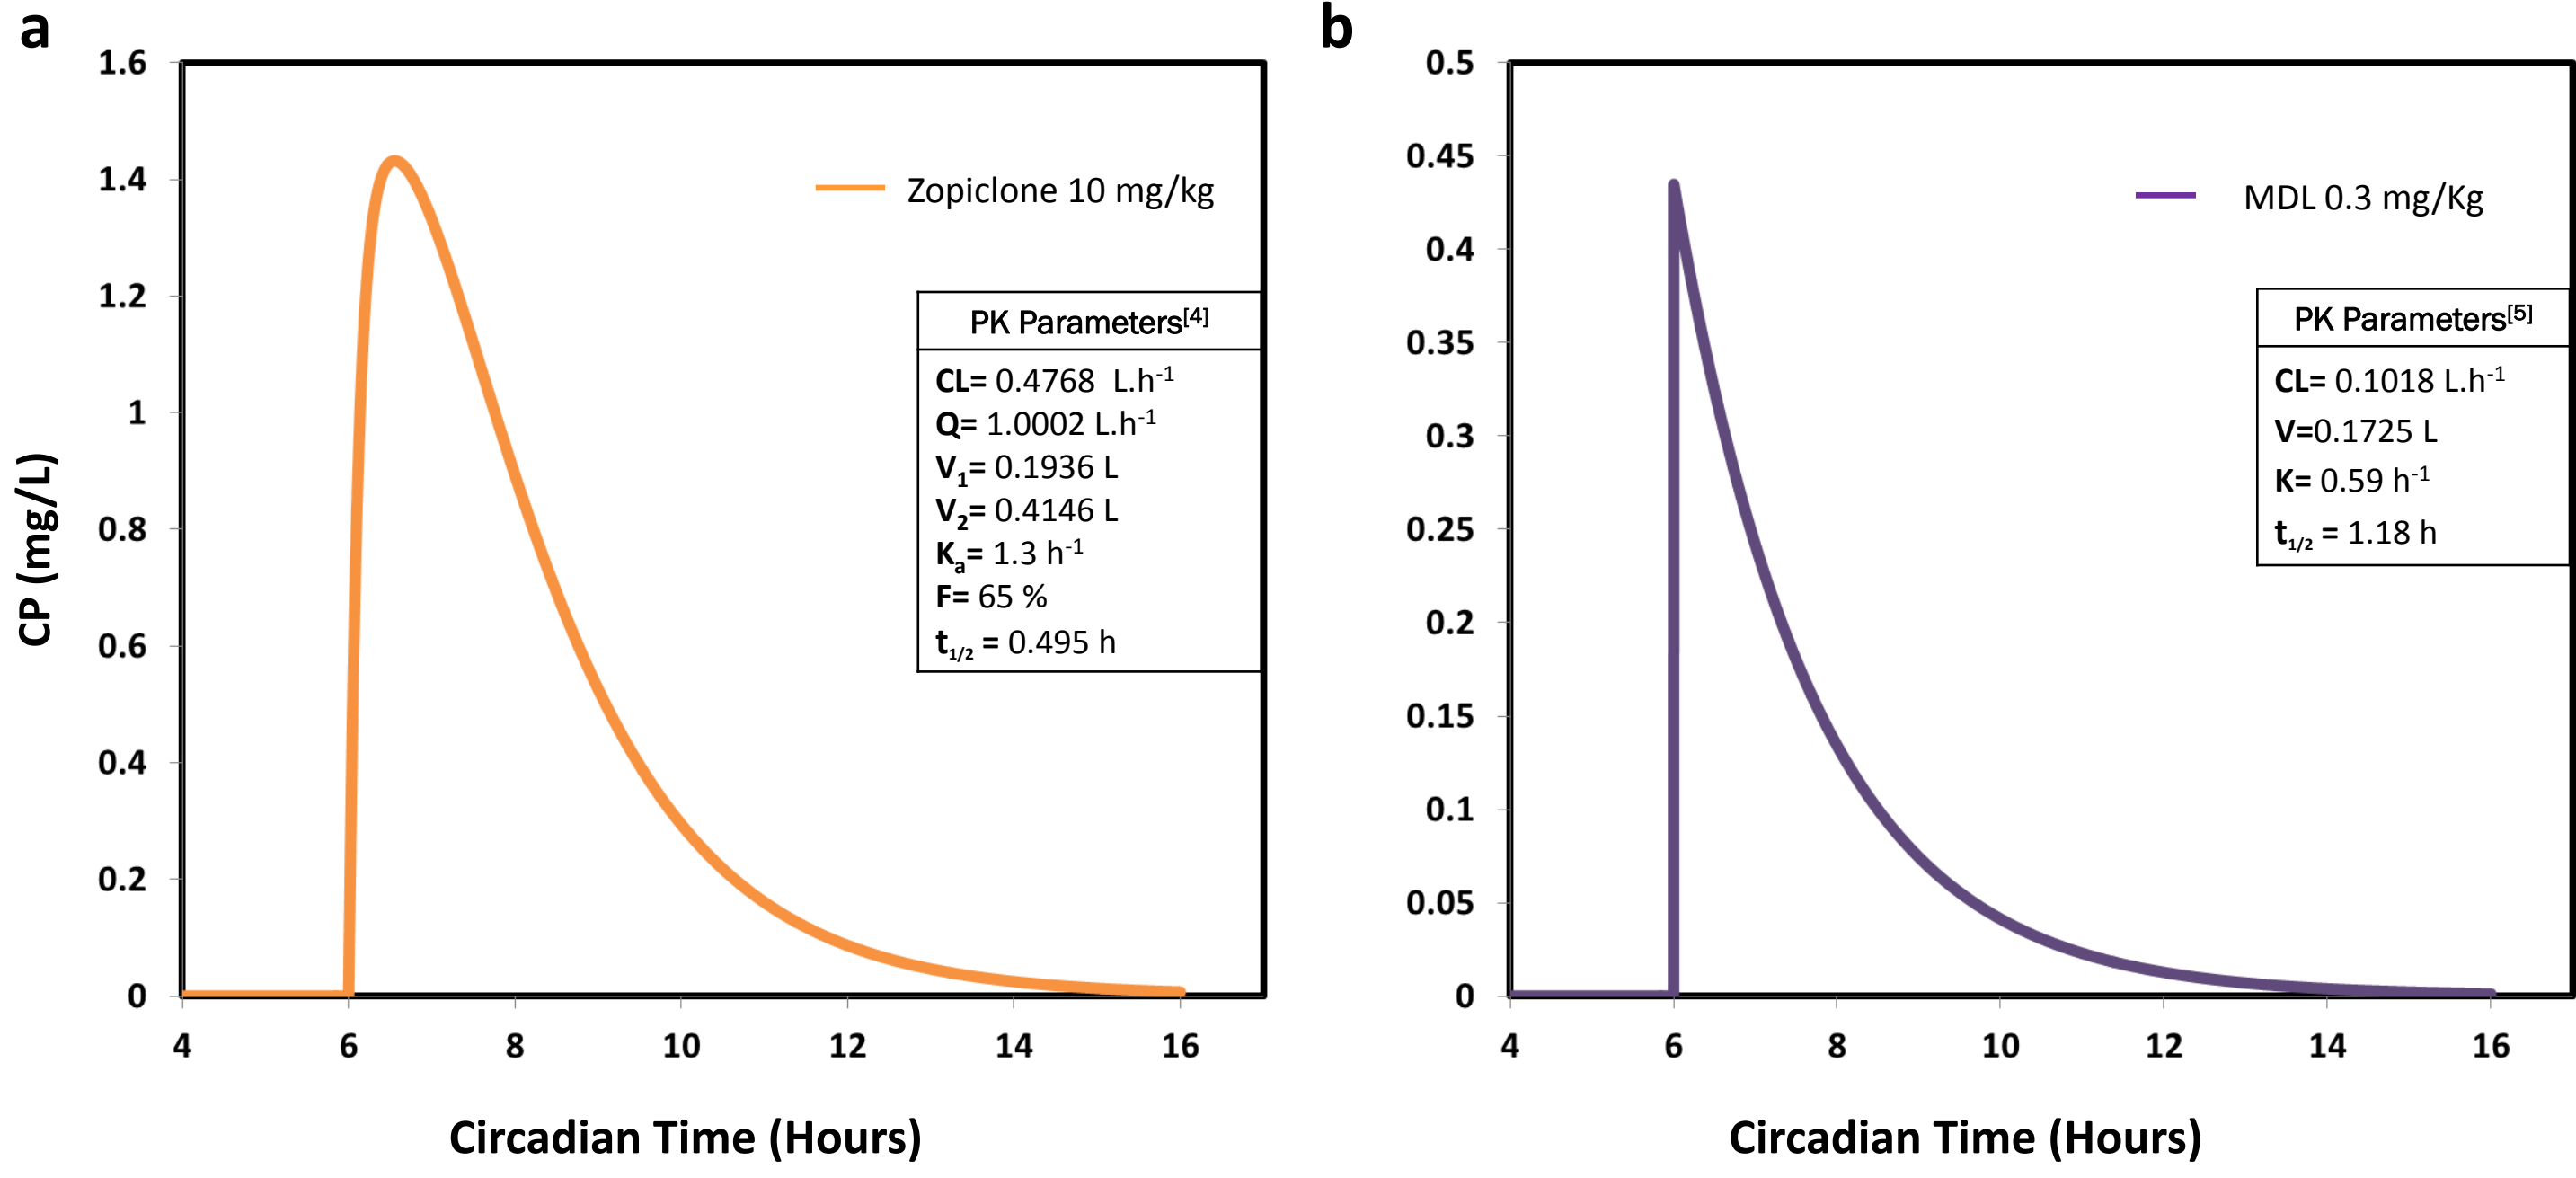 a
1.6
1.4
1.2
1
0.8
0.6
0.4
0.2
0
CP (mg/L)
4 6 8 10 12 14 16
Circadian Time (Hours)
Zopiclone 10 mg/kg
PK Parameters[4]
CL= 0.4768 L.h-1
Q= 1.0002 L.h-1
V1= 0.1936 L
V2= 0.4146 L
Ka= 1.3 h-1
F= 65 %
t1/2 = 0.495 h
b
0.5
0.45
0.4
0.35
0.3
0.25
0.2
0.15
0.1
0.05
0
4 6 8 10 12 14 16
Circadian Time (Hours)
MDL 0.3 mg/Kg
PK Parameters[5]
CL= 0.1018 L.h-1
V=0.1725 L
K= 0.59 h-1
t1/2 = 1.18 h